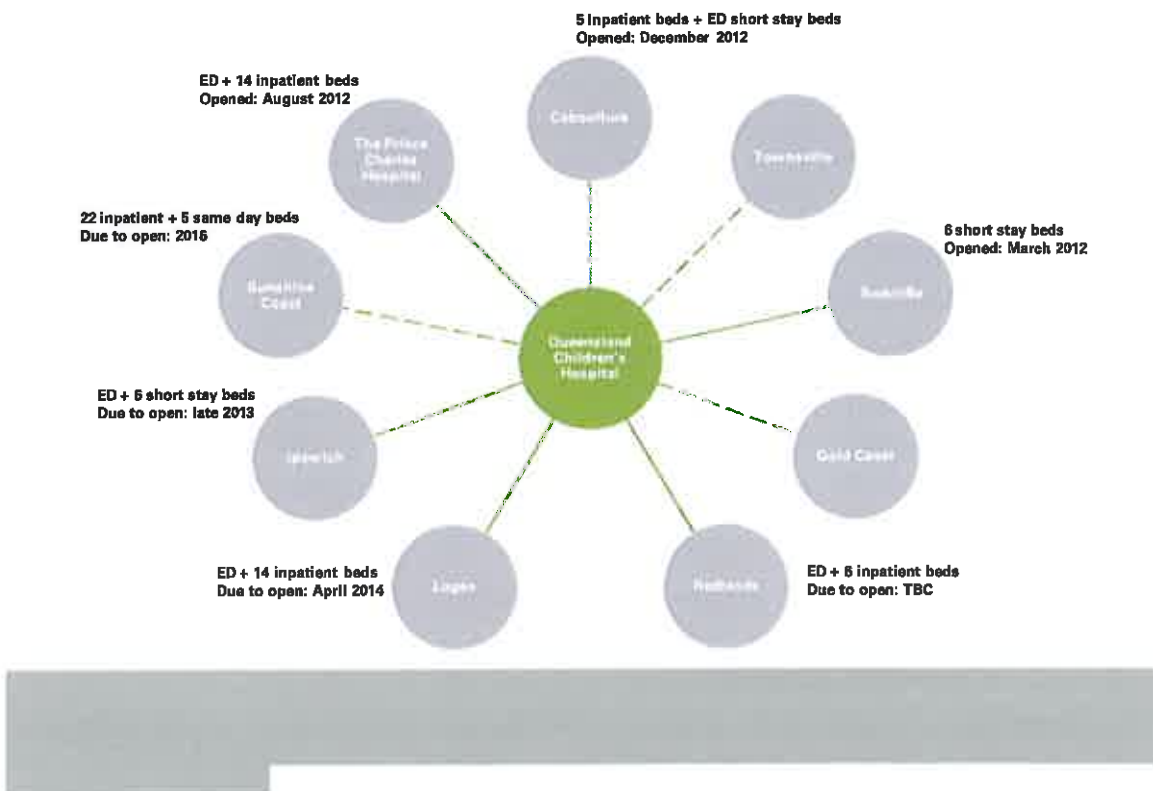 5 Inpatient beds + ED short stay beds
Opened: December 2012
ED + 14 inpatient beds
Opened: August 2012
Caboolture
The Prince
Charles
Hospital
Townsville
22 inpatient + 5 same day beds
Due to open: 2016
6 short stay beds
Opened: March 2012
Sunshine
Coast
Redcliffe
Queensland
Children's
Hospital
ED + 6 short stay beds
Due to open: late 2013
Ipswich
Gold Coast
ED + 14 inpatient beds
Due to open: April 2014
Logan
Redlands
ED + 6 inpatient beds
Due to open: TBC